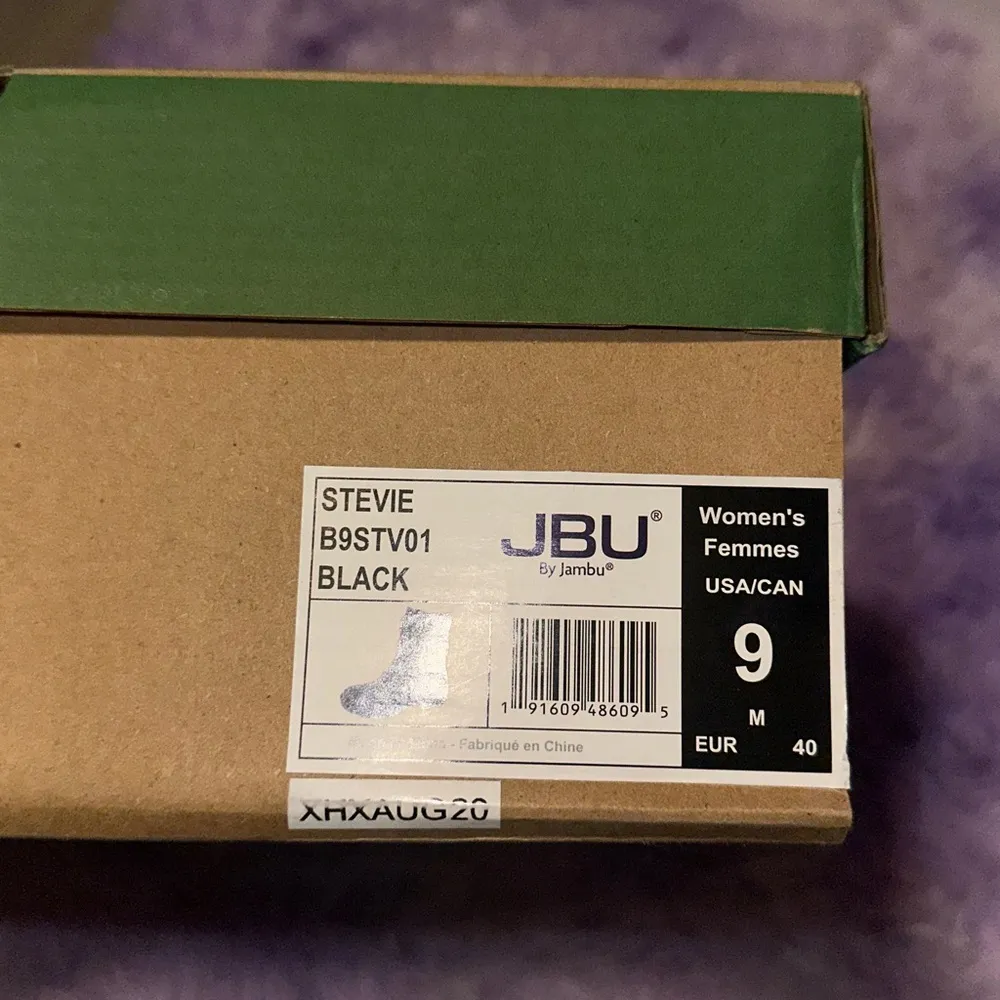 STEVIE
B9STV01
BLACK
JBU®
By Jambu®
1 91609 48609 5
- Fabriqué en Chine
Women's
Femmes
USA/CAN
9
M
EUR 40
XHXAUG20